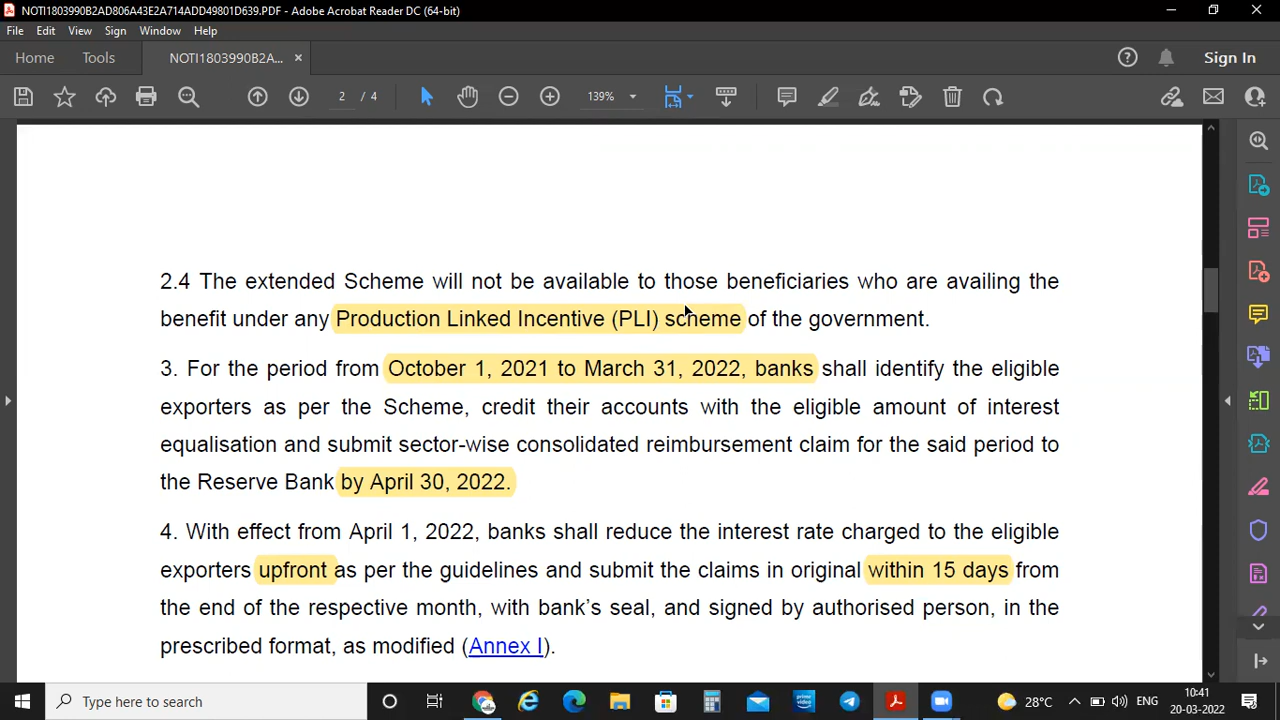 NOTI1803990B2AD806A43E2A714ADD49801D639.PDF - Adobe Acrobat Reader DC (64-bit)
File Edit View Sign Window Help
Home Tools NOTI1803990B2A... × Sign In
2 / 4 139%
2.4 The extended Scheme will not be available to those beneficiaries who are availing the
benefit under any Production Linked Incentive (PLI) scheme of the government.
3. For the period from October 1, 2021 to March 31, 2022, banks shall identify the eligible
exporters as per the Scheme, credit their accounts with the eligible amount of interest
equalisation and submit sector-wise consolidated reimbursement claim for the said period to
the Reserve Bank by April 30, 2022.
4. With effect from April 1, 2022, banks shall reduce the interest rate charged to the eligible
exporters upfront as per the guidelines and submit the claims in original within 15 days from
the end of the respective month, with bank's seal, and signed by authorised person, in the
prescribed format, as modified (Annex I).
Type here to search
prime video
28°C ENG
10:41
20-03-2022